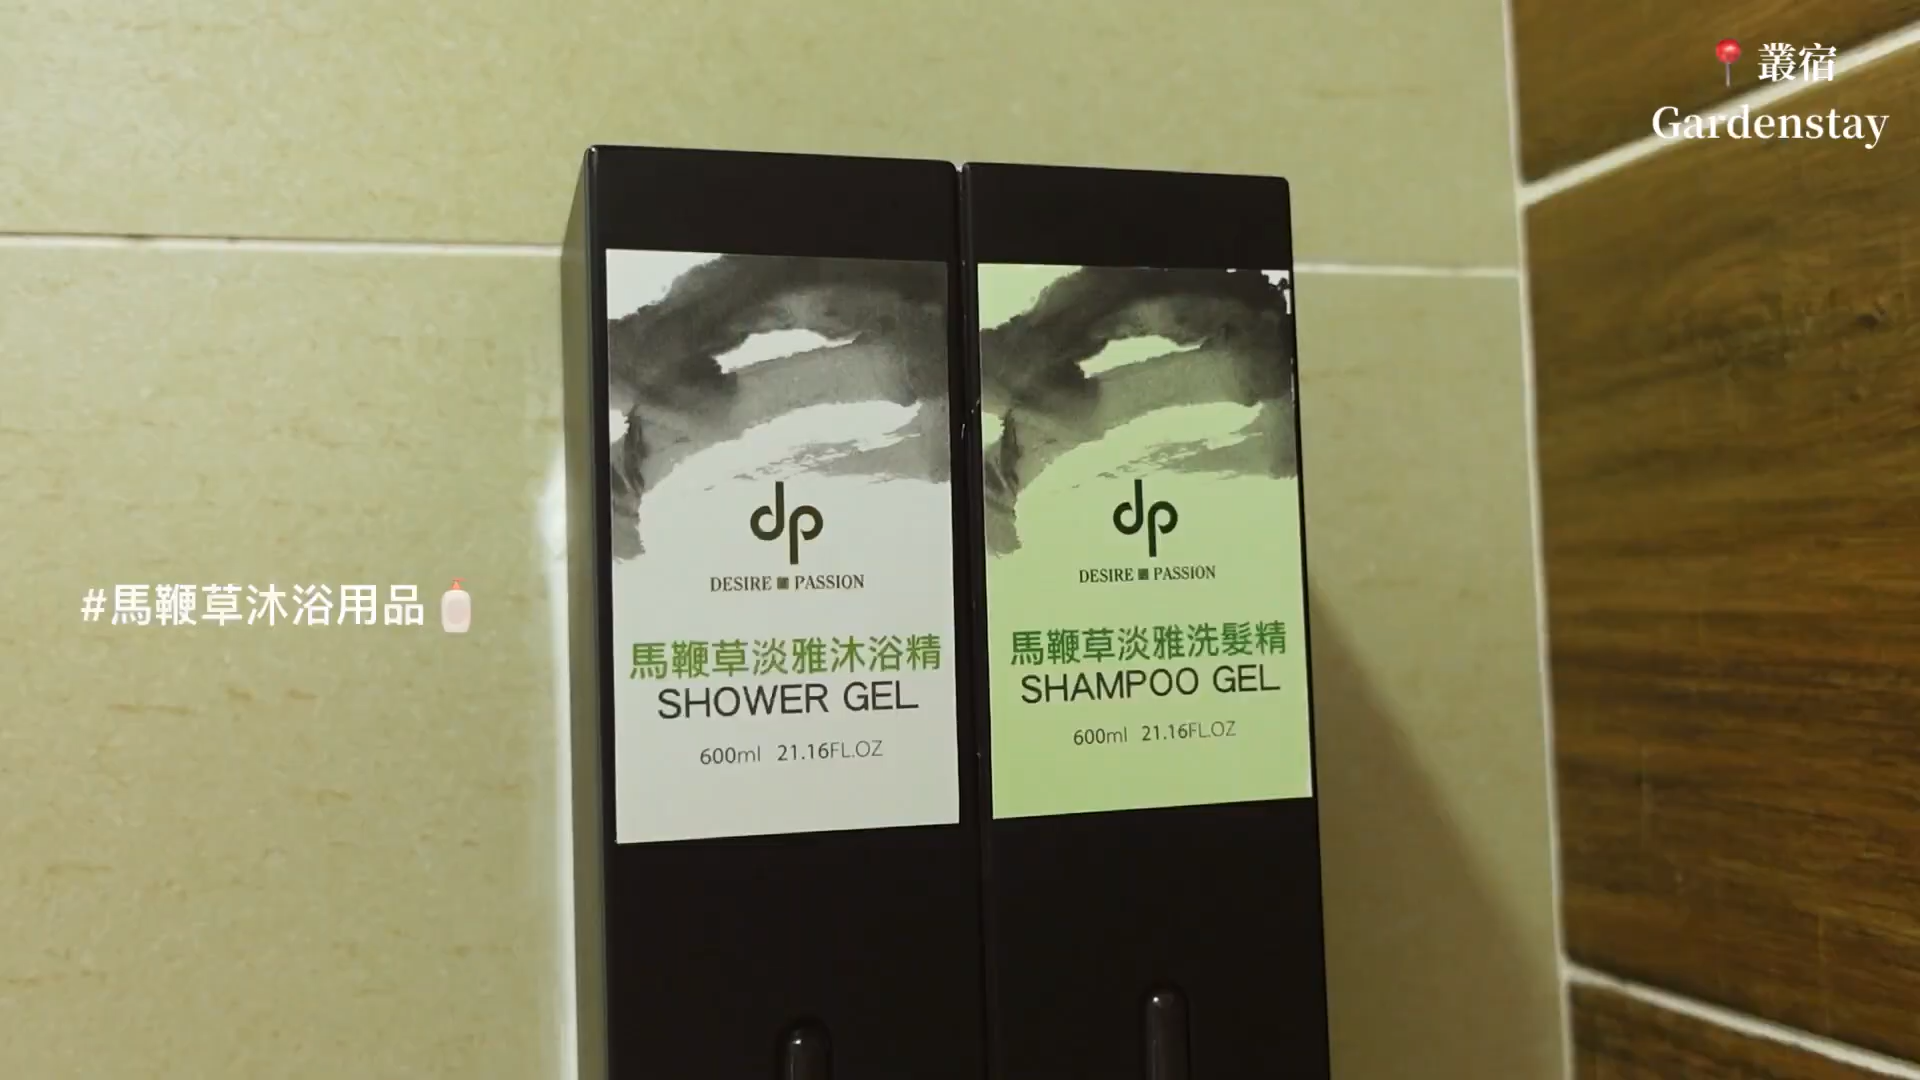 📍 叢宿
Gardenstay
#馬鞭草沐浴用品🧴
dp
DESIRE PASSION
馬鞭草淡雅沐浴精
SHOWER GEL
600ml 21.16FL.OZ
dp
DESIRE PASSION
馬鞭草淡雅洗髮精
SHAMPOO GEL
600ml 21.16FL.OZ